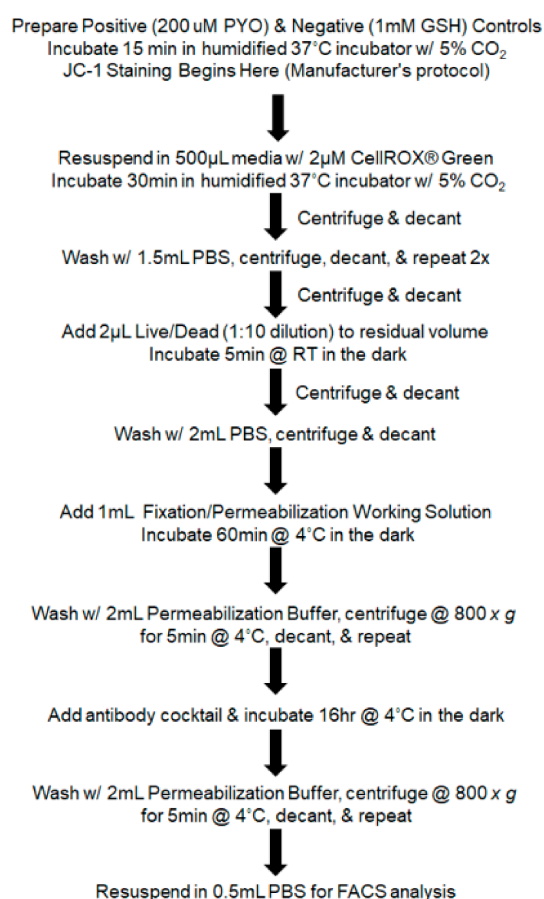 Prepare Positive (200 uM PYO) & Negative (1mM GSH) Controls
Incubate 15 min in humidified 37°C incubator w/ 5% CO₂
JC-1 Staining Begins Here (Manufacturer's protocol)
Resuspend in 500µL media w/ 2µM CellROX® Green
Incubate 30min in humidified 37°C incubator w/ 5% CO₂
Centrifuge & decant
Wash w/ 1.5mL PBS, centrifuge, decant, & repeat 2x
Centrifuge & decant
Add 2µL Live/Dead (1:10 dilution) to residual volume
Incubate 5min @ RT in the dark
Centrifuge & decant
Wash w/ 2mL PBS, centrifuge & decant
Add 1mL Fixation/Permeabilization Working Solution
Incubate 60min @ 4°C in the dark
Wash w/ 2mL Permeabilization Buffer, centrifuge @ 800 x g
for 5min @ 4°C, decant, & repeat
Add antibody cocktail & incubate 16hr @ 4°C in the dark
Wash w/ 2mL Permeabilization Buffer, centrifuge @ 800 x g
for 5min @ 4°C, decant, & repeat
Resuspend in 0.5mL PBS for FACS analysis